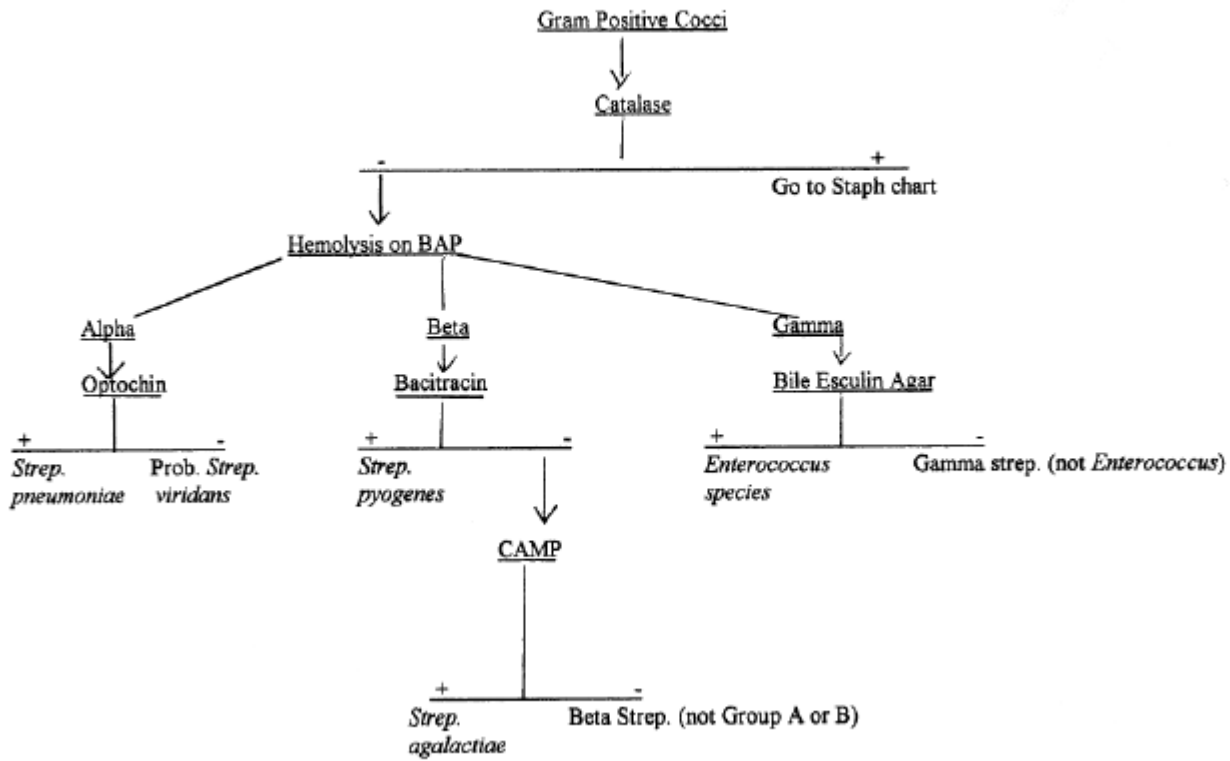 Gram Positive Cocci
Catalase
- +
Go to Staph chart
Hemolysis on BAP
Alpha Beta Gamma
Optochin Bacitracin Bile Esculin Agar
+ - + - + -
Strep. Prob. Strep. Strep. Enterococcus Gamma strep. (not Enterococcus)
pneumoniae viridans pyogenes species
CAMP
+ -
Strep. Beta Strep. (not Group A or B)
agalactiae